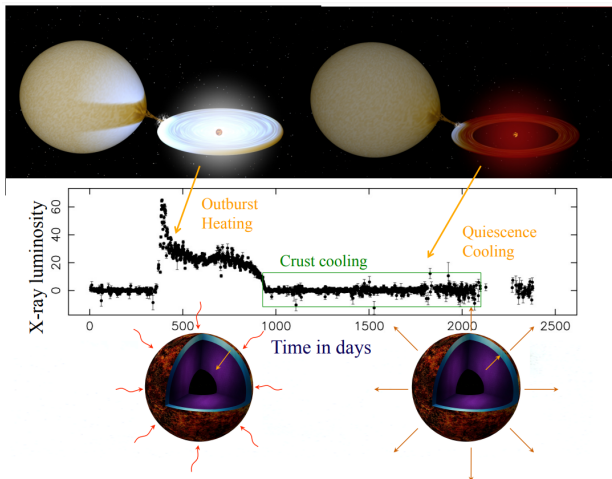 Outburst
Heating
Quiescence
Cooling
Crust cooling
X-ray luminosity
60
40
20
0
0
500
1000
1500
2000
2500
Time in days